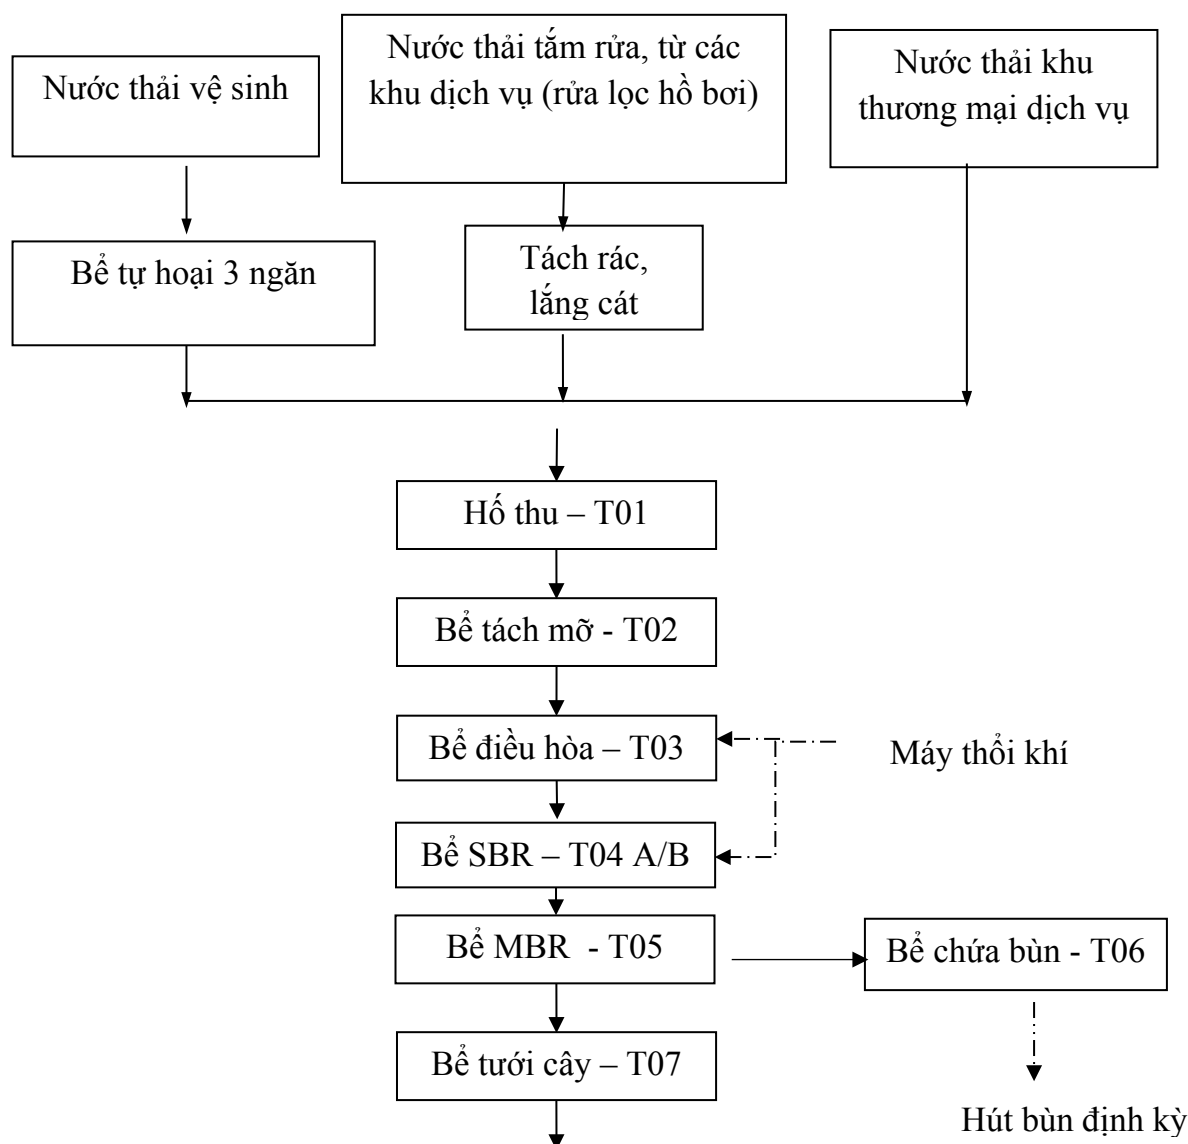 Nước thải vệ sinh
Nước thải tắm rửa, từ các
khu dịch vụ (rửa lọc hồ bơi)
Nước thải khu
thương mại dịch vụ
Bể tự hoại 3 ngăn
Tách rác,
lắng cát
Hố thu – T01
Bể tách mỡ - T02
Bể điều hòa – T03
Máy thổi khí
Bể SBR – T04 A/B
Bể MBR - T05
Bể chứa bùn - T06
Bể tưới cây – T07
Hút bùn định kỳ